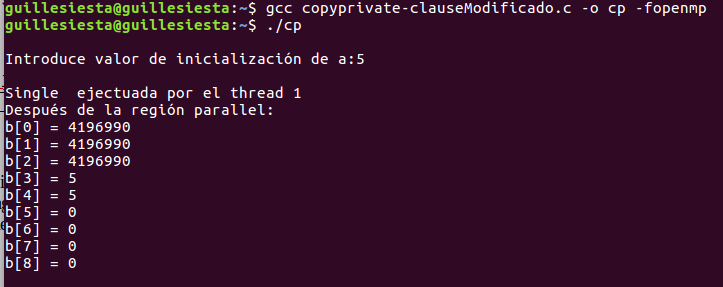 guillesiesta@guillesiesta:~$ gcc copyprivate-clauseModificado.c -o cp -fopenmp
guillesiesta@guillesiesta:~$ ./cp
Introduce valor de inicialización de a:5
Single  ejectuada por el thread 1
Después de la región parallel:
b[0] = 4196990
b[1] = 4196990
b[2] = 4196990
b[3] = 5
b[4] = 5
b[5] = 0
b[6] = 0
b[7] = 0
b[8] = 0